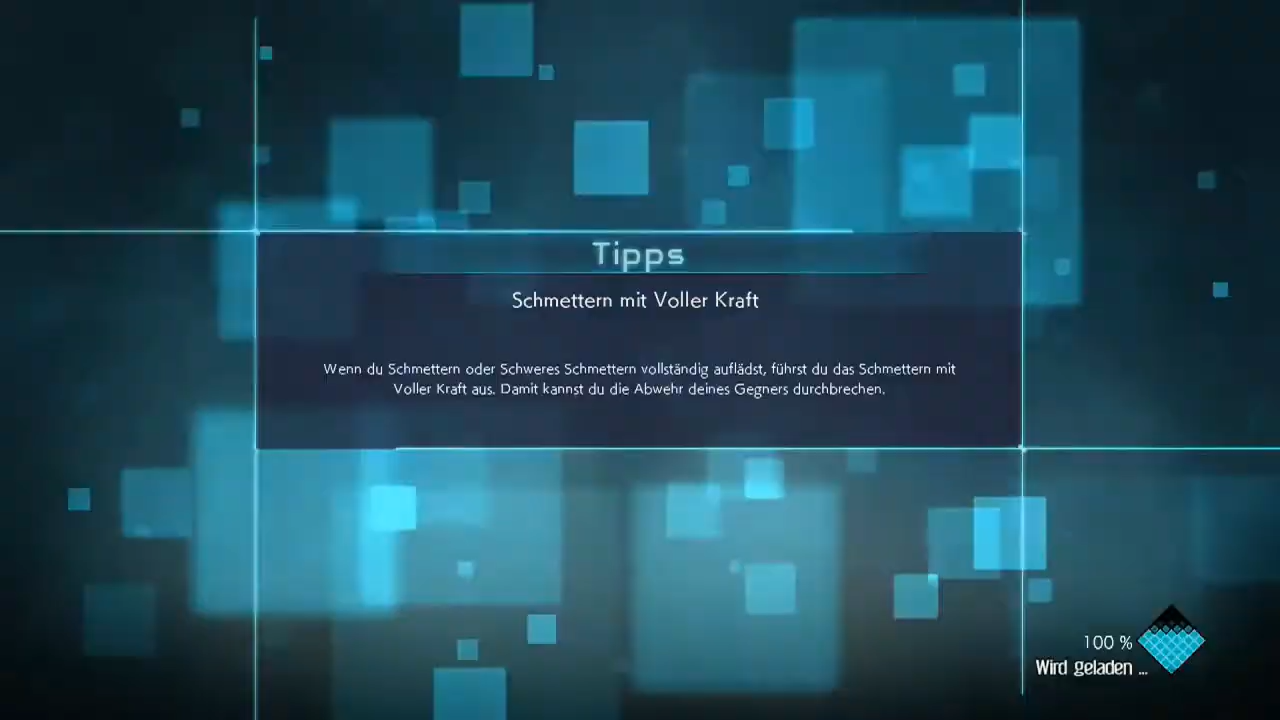 Tipps
Schmettern mit Voller Kraft
Wenn du Schmettern oder Schweres Schmettern vollständig auflädst, führst du das Schmettern mit
Voller Kraft aus. Damit kannst du die Abwehr deines Gegners durchbrechen.
100 %
Wird geladen ...